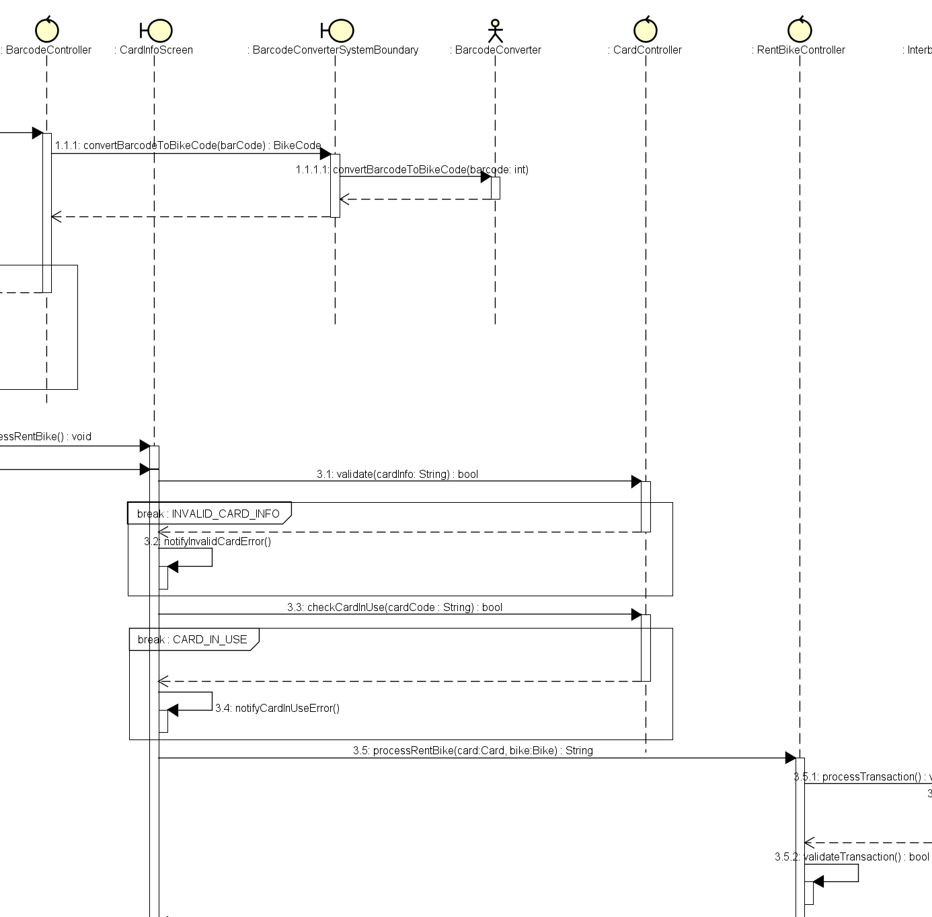 : BarcodeController
: CardInfoScreen
: BarcodeConverterSystemBoundary
: BarcodeConverter
: CardController
: RentBikeController
: Interb
1.1.1: convertBarcodeToBikeCode(barCode) : BikeCode
1.1.1.1: convertBarcodeToBikeCode(barcode: int)
essRentBike() : void
3.1: validate(cardInfo: String) : bool
break : INVALID_CARD_INFO
3.2: notifyInvalidCardError()
3.3: checkCardInUse(cardCode : String) : bool
break : CARD_IN_USE
3.4: notifyCardInUseError()
3.5: processRentBike(card:Card, bike:Bike) : String
3.5.1: processTransaction() : v
3
3.5.2: validateTransaction() : bool